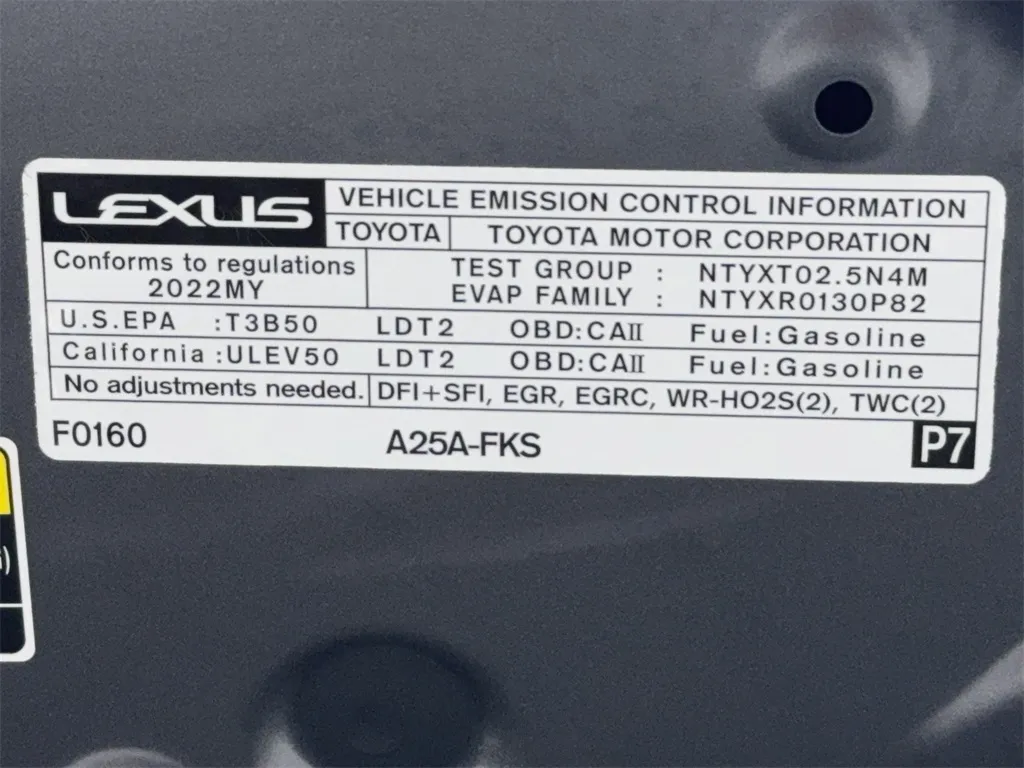 LEXUS VEHICLE EMISSION CONTROL INFORMATION
TOYOTA TOYOTA MOTOR CORPORATION
Conforms to regulations
2022MY
TEST GROUP : NTYXT02.5N4M
EVAP FAMILY : NTYXR0130P82
U.S.EPA :T3B50 LDT2 OBD:CAII Fuel:Gasoline
California :ULEV50 LDT2 OBD:CAII Fuel:Gasoline
No adjustments needed. DFI+SFI, EGR, EGRC, WR-HO2S(2), TWC(2)
F0160 A25A-FKS P7